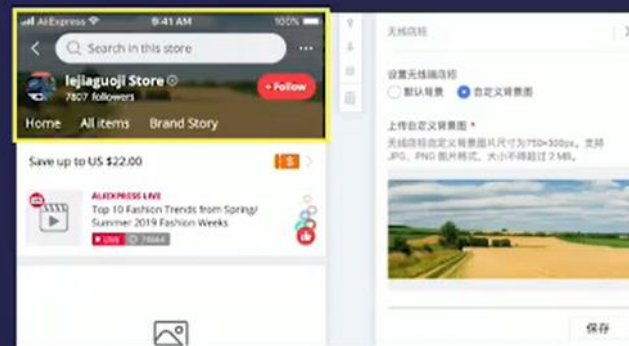 AliExpress
9:41 AM
100%
Search in this store
lejiaguoji Store
7807 followers
+ Follow
Home
All items
Brand Story
Save up to US $22.00
$
ALIEXPRESS LIVE
Top 10 Fashion Trends from Spring/
Summer 2019 Fashion Weeks
LIVE
无线店招
设置无线端店招
默认背景
自定义背景图
上传自定义背景图 *
无线店招自定义背景图片尺寸为750*300px，支持
JPG、PNG 图片格式，大小不得超过 2 MB。
保存